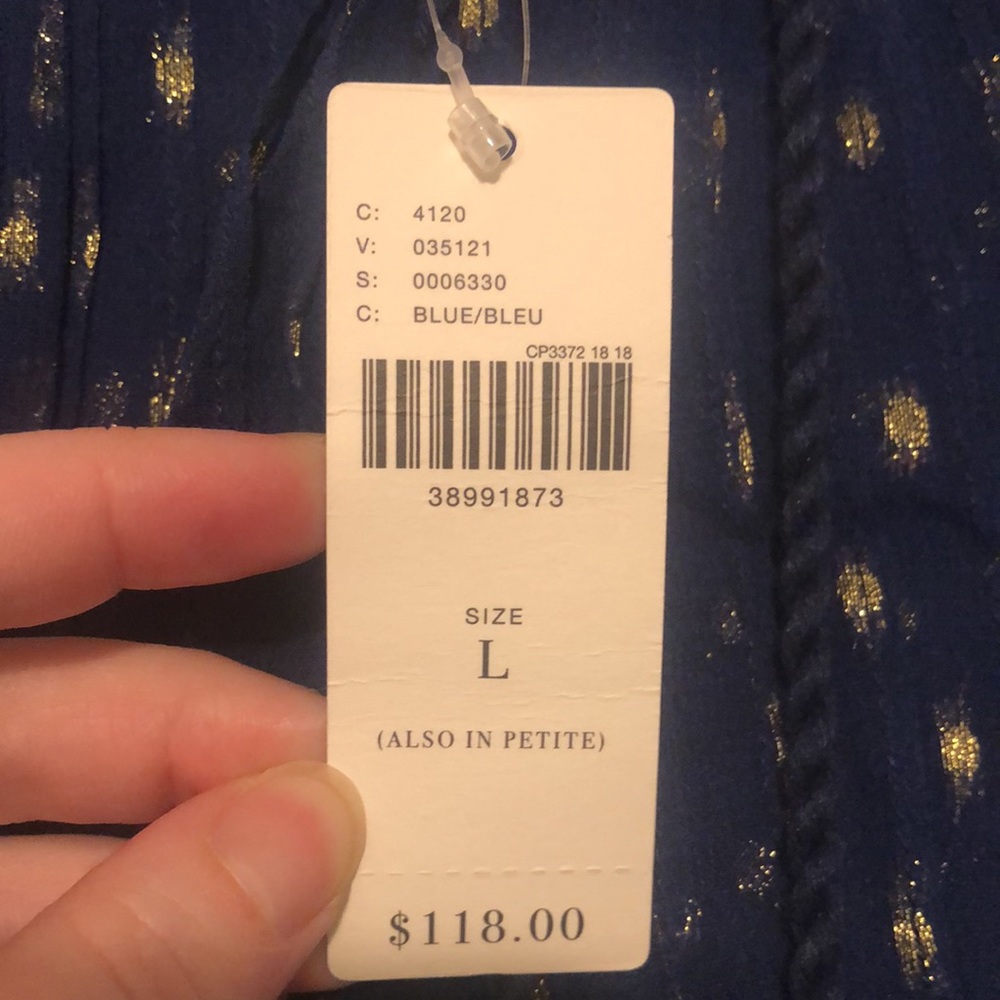 C: 4120
V: 035121
S: 0006330
C: BLUE/BLEU
CP3372 18 18
38991873
SIZE
L
(ALSO IN PETITE)
$118.00